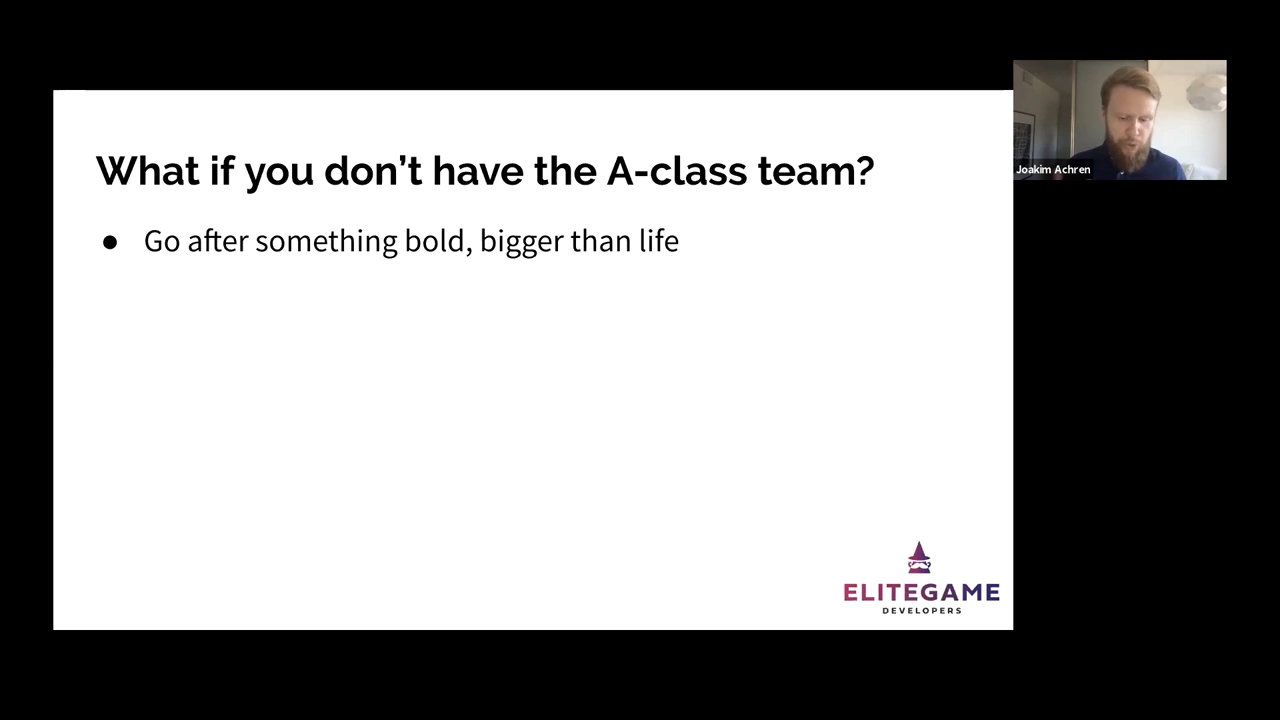 What if you don’t have the A-class team?
● Go after something bold, bigger than life
Joakim Achren
ELITEGAME
DEVELOPERS